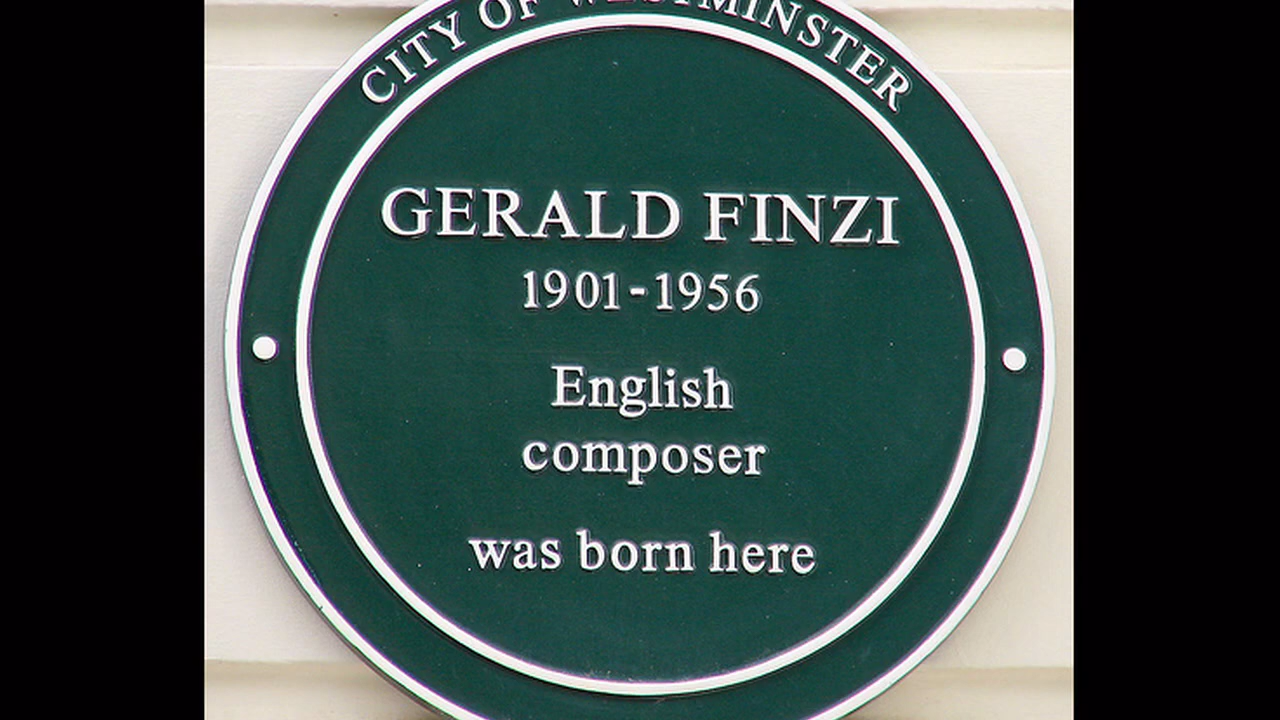 CITY OF WESTMINSTER
GERALD FINZI
1901-1956
English
composer
was born here